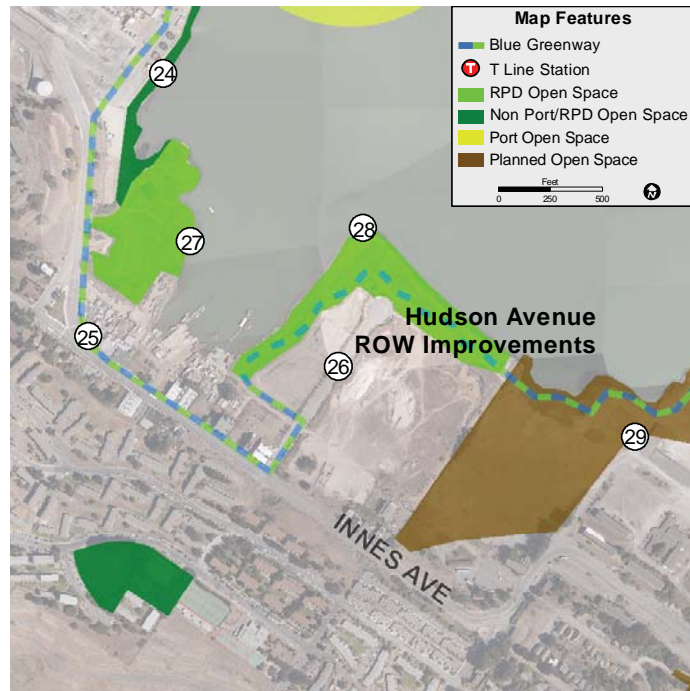 Map Features
Blue Greenway
T
T Line Station
RPD Open Space
Non Port/RPD Open Space
Port Open Space
Planned Open Space
Feet
0 250 500
N
24
27
28
Hudson Avenue
ROW Improvements
25
26
29
INNES AVE